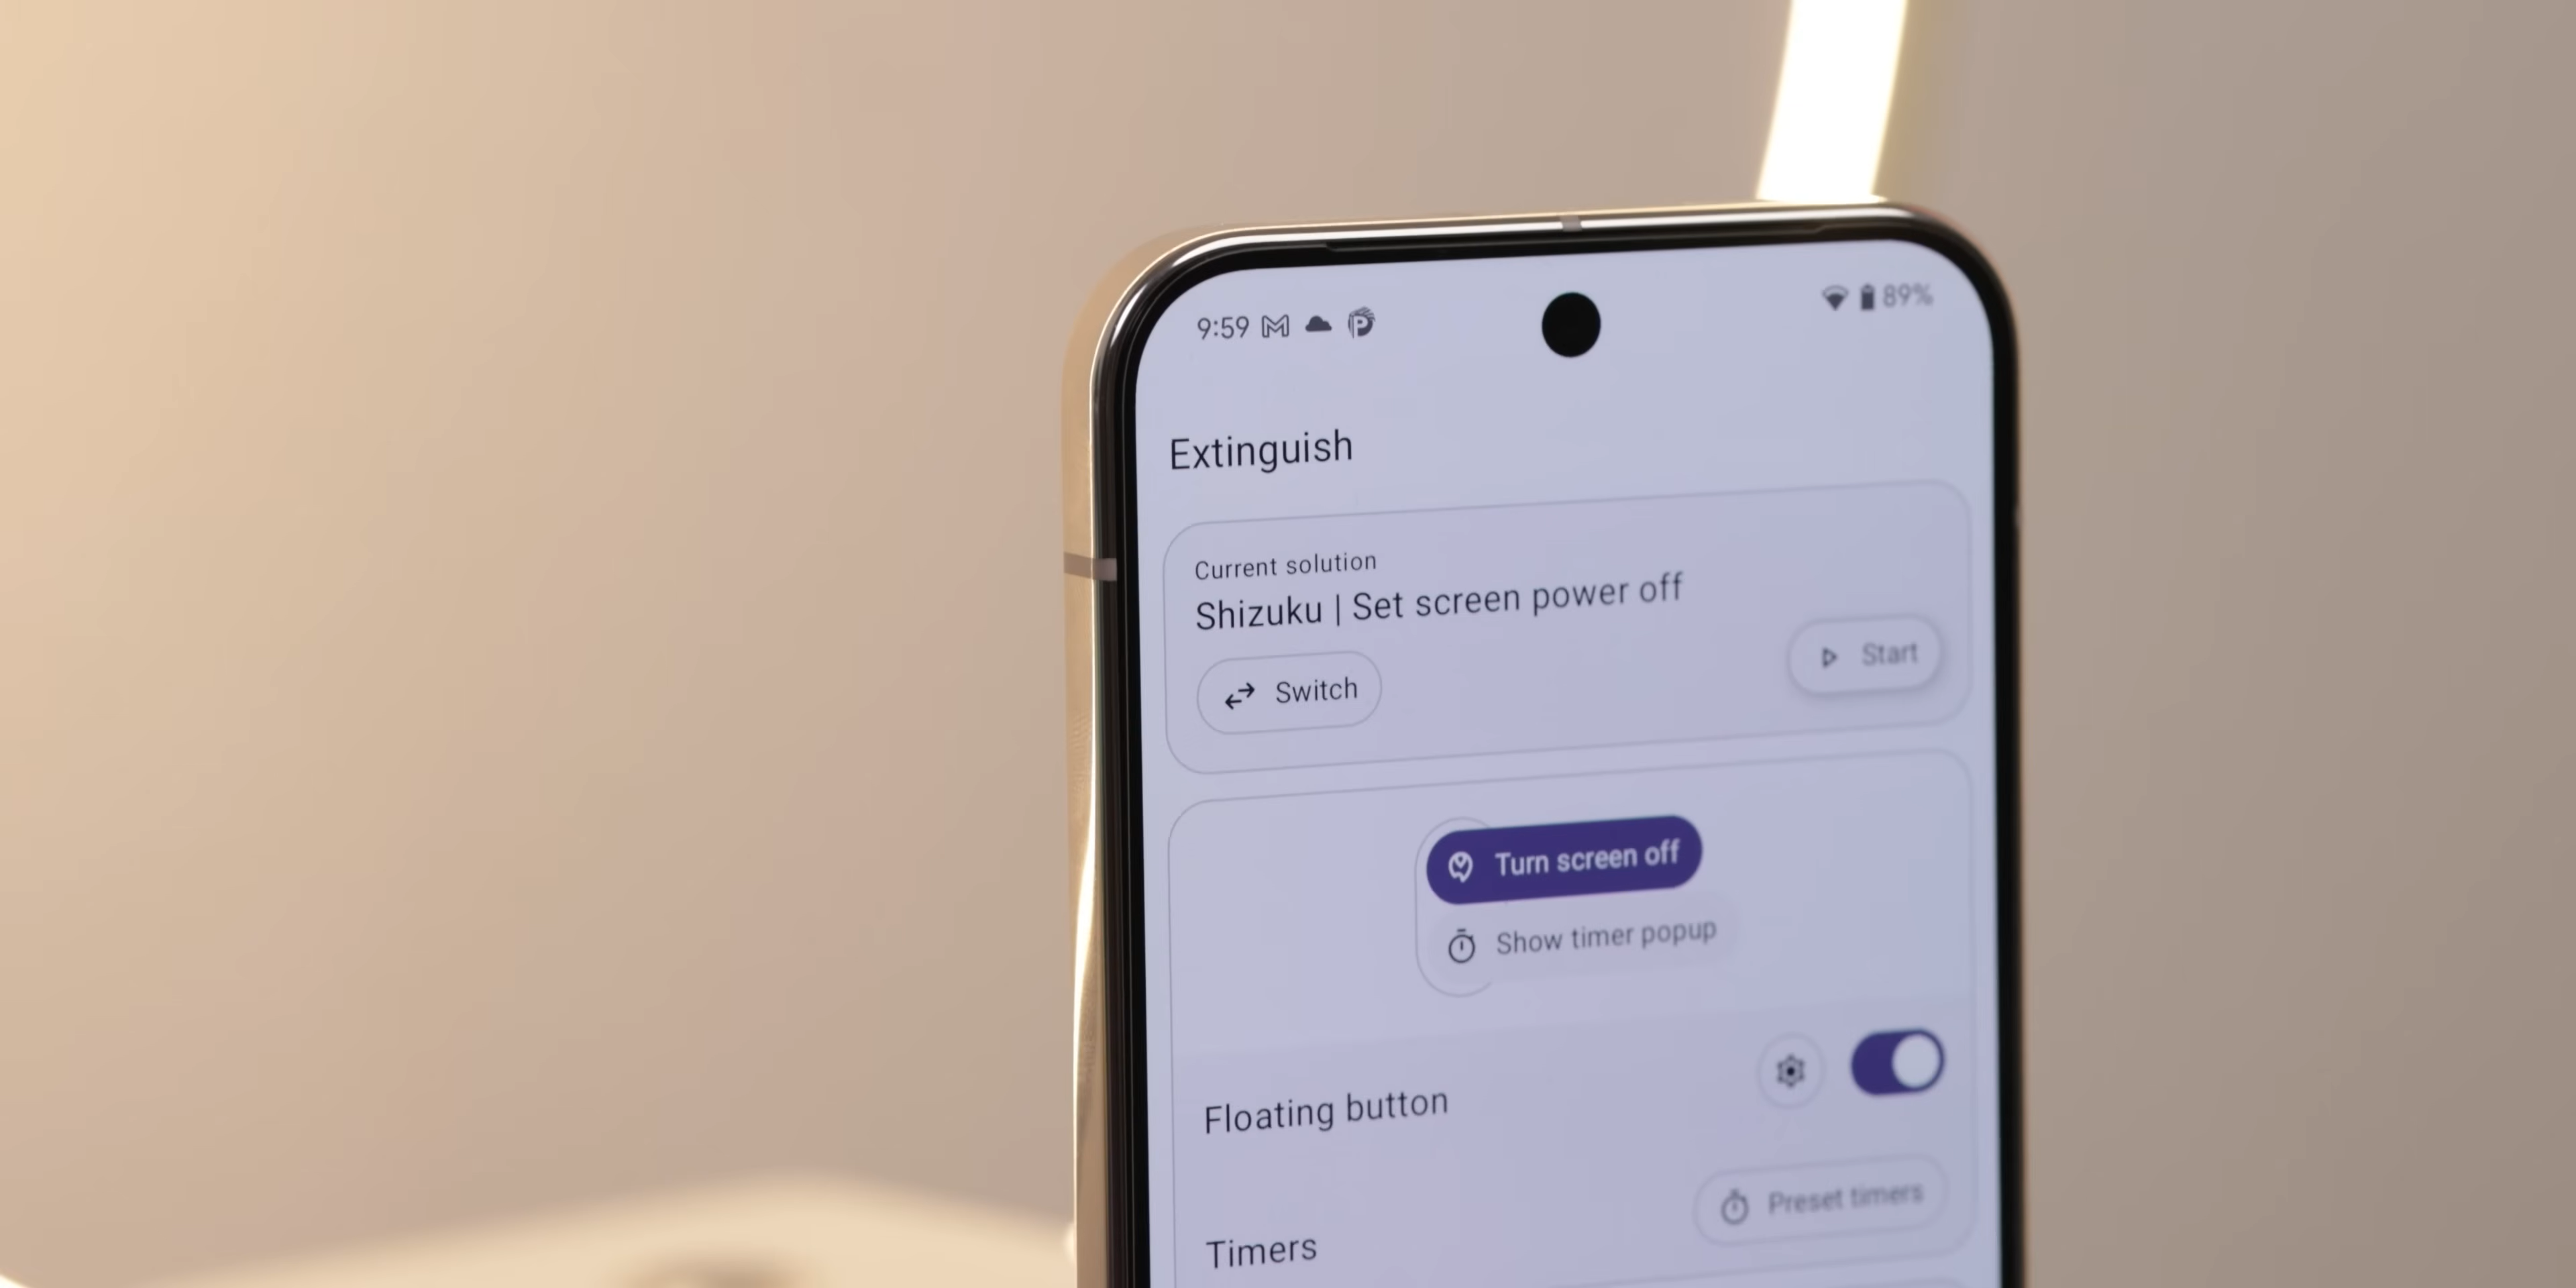 9:59
89%
Extinguish
Current solution
Shizuku | Set screen power off
Switch
Start
Turn screen off
Show timer popup
Floating button
Preset timers
Timers